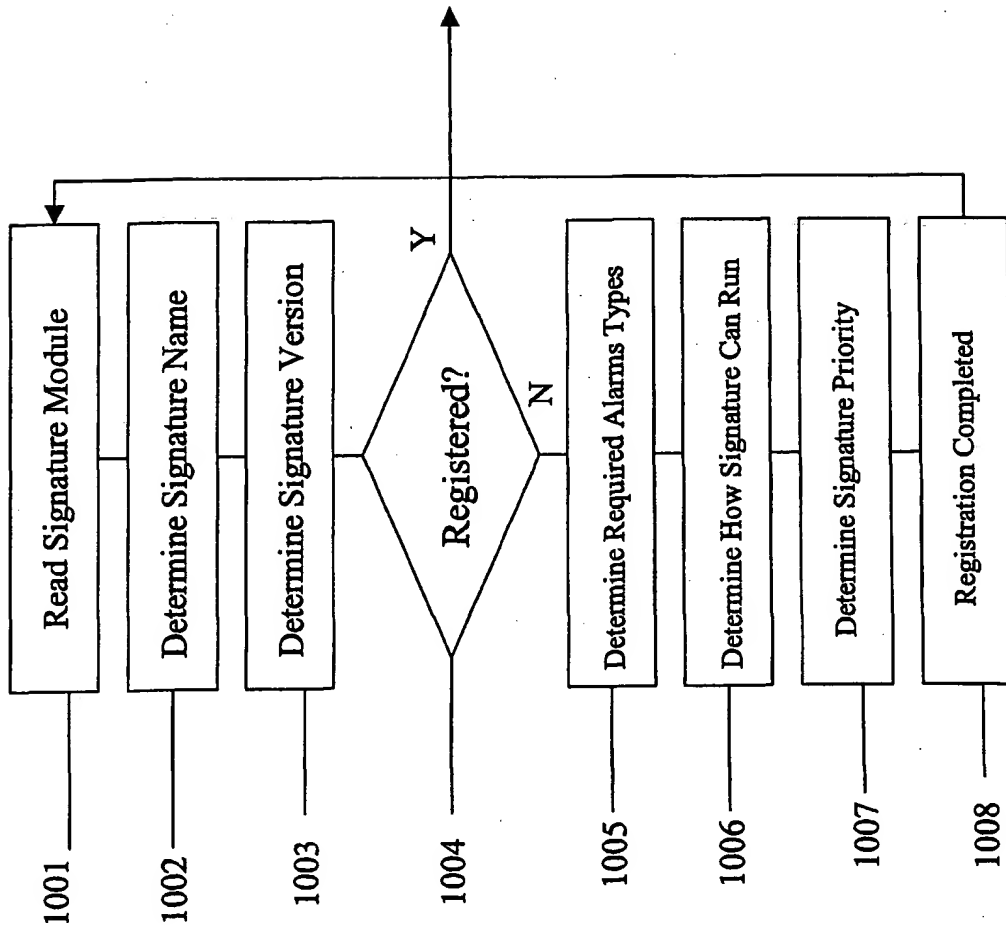 1001
Read Signature Module
1002
Determine Signature Name
1003
Determine Signature Version
1004
Registered?
Y
N
1005
Determine Required Alarms Types
1006
Determine How Signature Can Run
1007
Determine Signature Priority
1008
Registration Completed